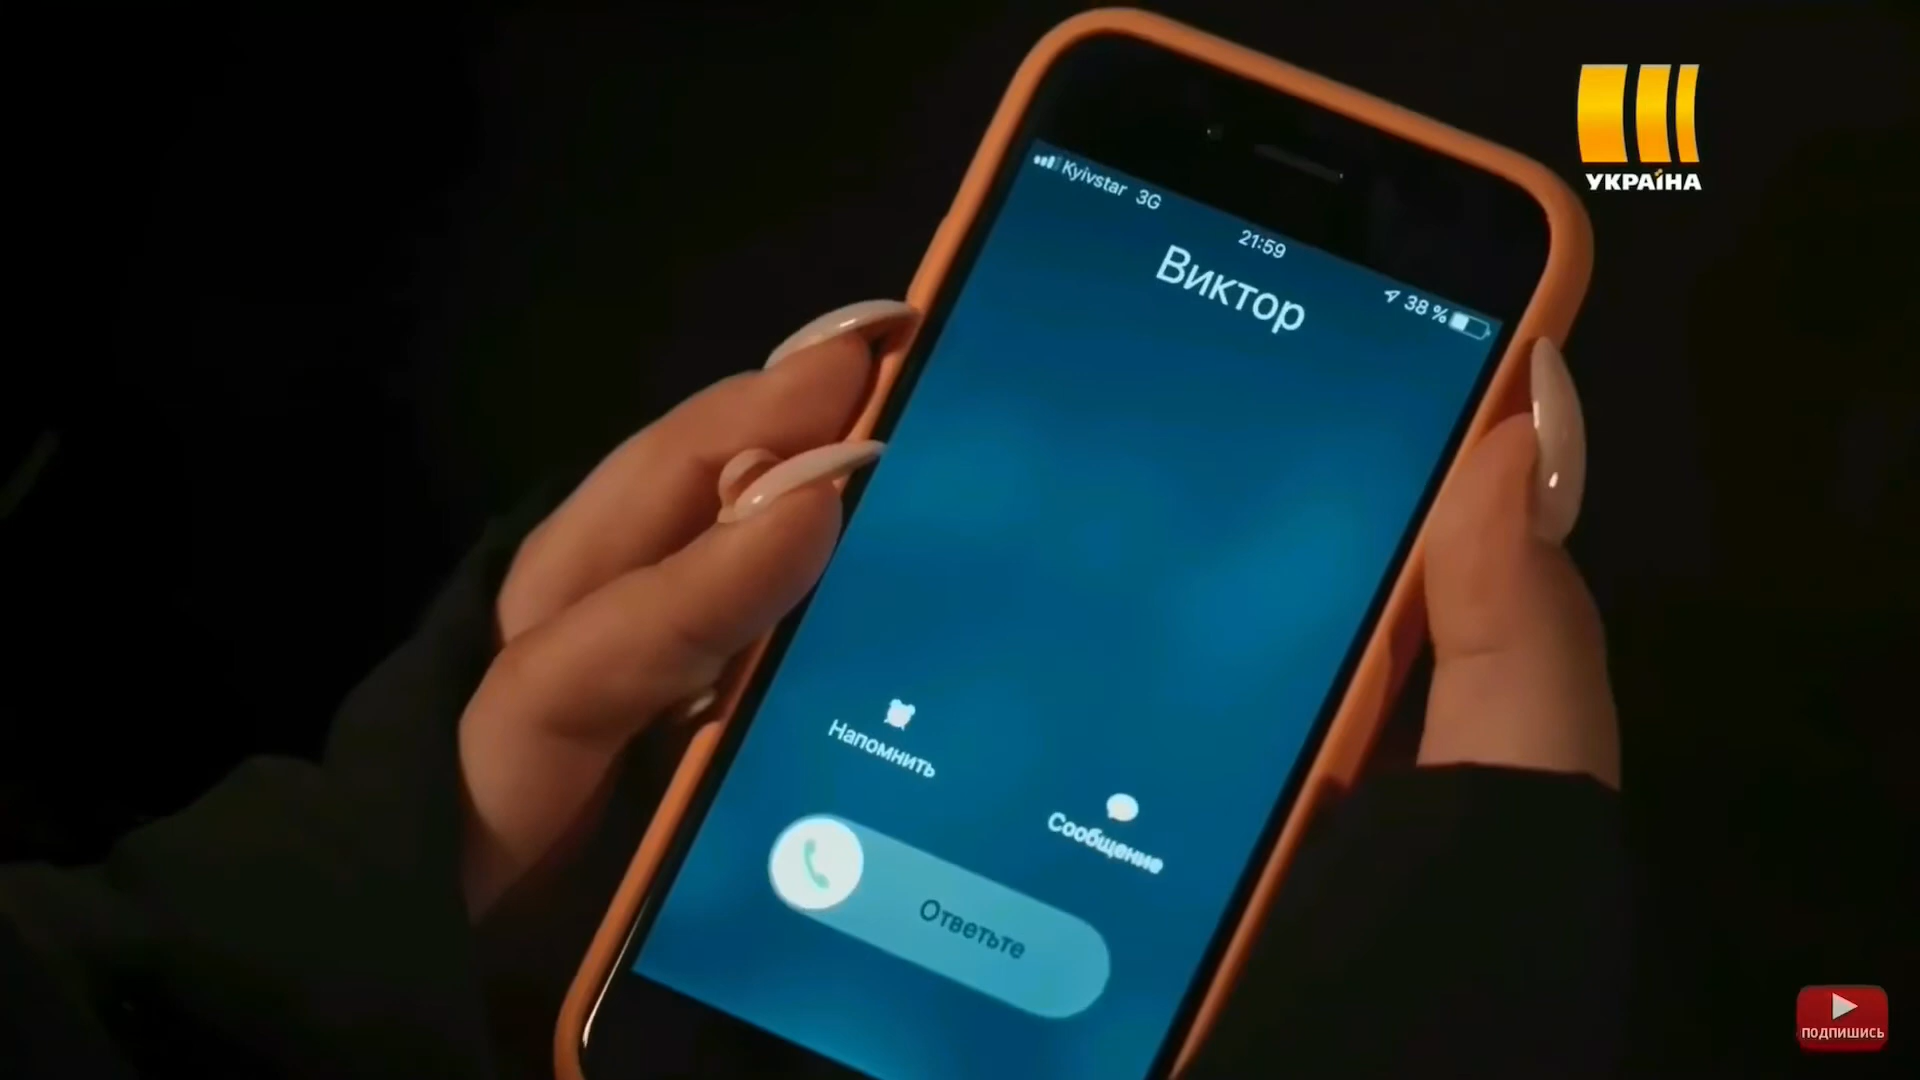 Kyivstar 3G
21:59
38 %
Виктор
УКРАЇНА
Напомнить
Сообщение
Ответьте
ПОДПИШИСЬ